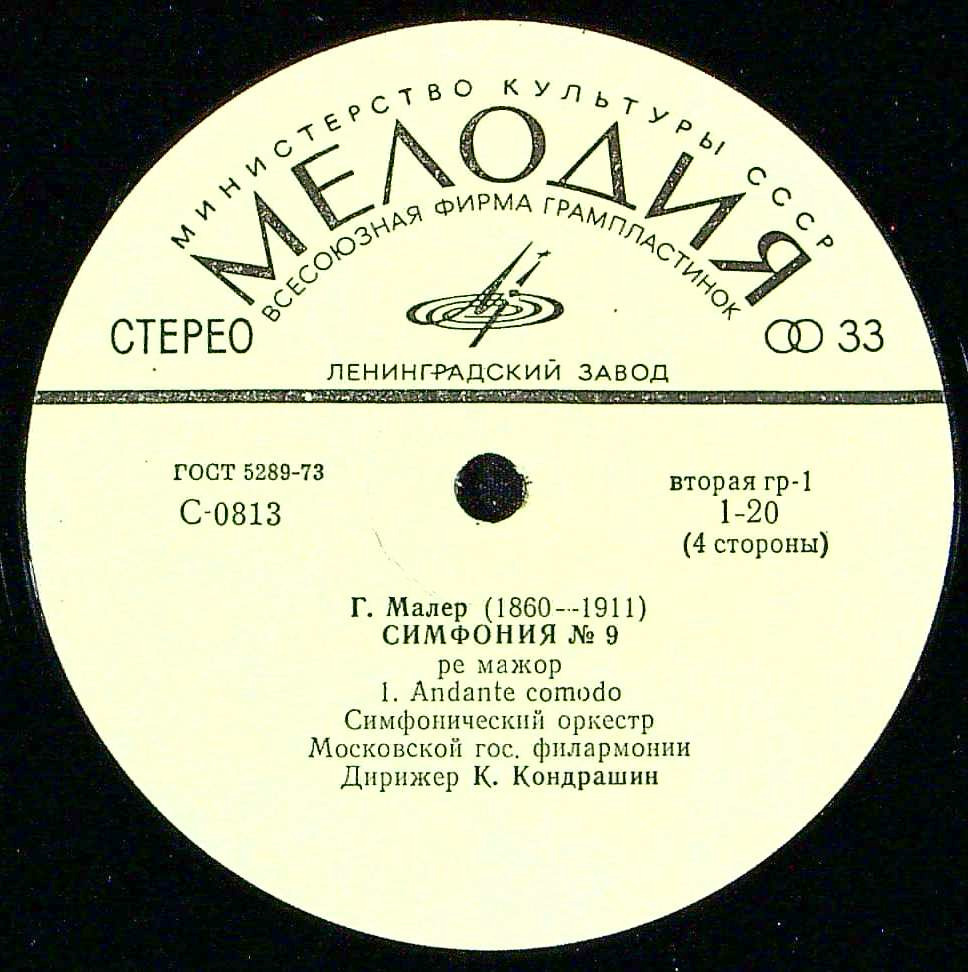 МИНИСТЕРСТВО КУЛЬТУРЫ СССР
МЕЛОДИЯ
ВСЕСОЮЗНАЯ ФИРМА ГРАМПЛАСТИНОК
СТЕРЕО
33
ЛЕНИНГРАДСКИЙ ЗАВОД
ГОСТ 5289-73
С-0813
вторая гр-1
1-20
(4 стороны)
Г. Малер (1860--1911)
СИМФОНИЯ № 9
ре мажор
1. Andante comodo
Симфонический оркестр
Московской гос. филармонии
Дирижер К. Кондрашин